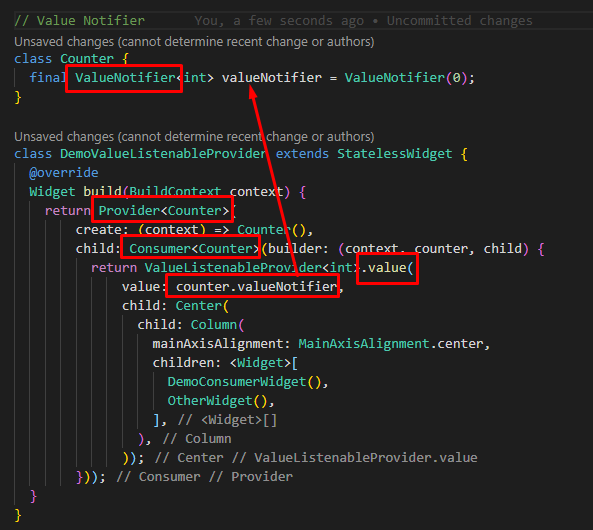 // Value Notifier You, a few seconds ago • Uncommitted changes
Unsaved changes (cannot determine recent change or authors)
class Counter {
final ValueNotifier<int> valueNotifier = ValueNotifier(0);
}
Unsaved changes (cannot determine recent change or authors)
class DemoValueListenableProvider extends StatelessWidget {
@override
Widget build(BuildContext context) {
return Provider<Counter>(
create: (context) => Counter(),
child: Consumer<Counter>(builder: (context, counter, child) {
return ValueListenableProvider<int>.value(
value: counter.valueNotifier,
child: Center(
child: Column(
mainAxisAlignment: MainAxisAlignment.center,
children: <Widget>[
DemoConsumerWidget(),
OtherWidget(),
], // <Widget>[]
), // Column
)); // Center // ValueListenableProvider.value
})); // Consumer // Provider
}
}